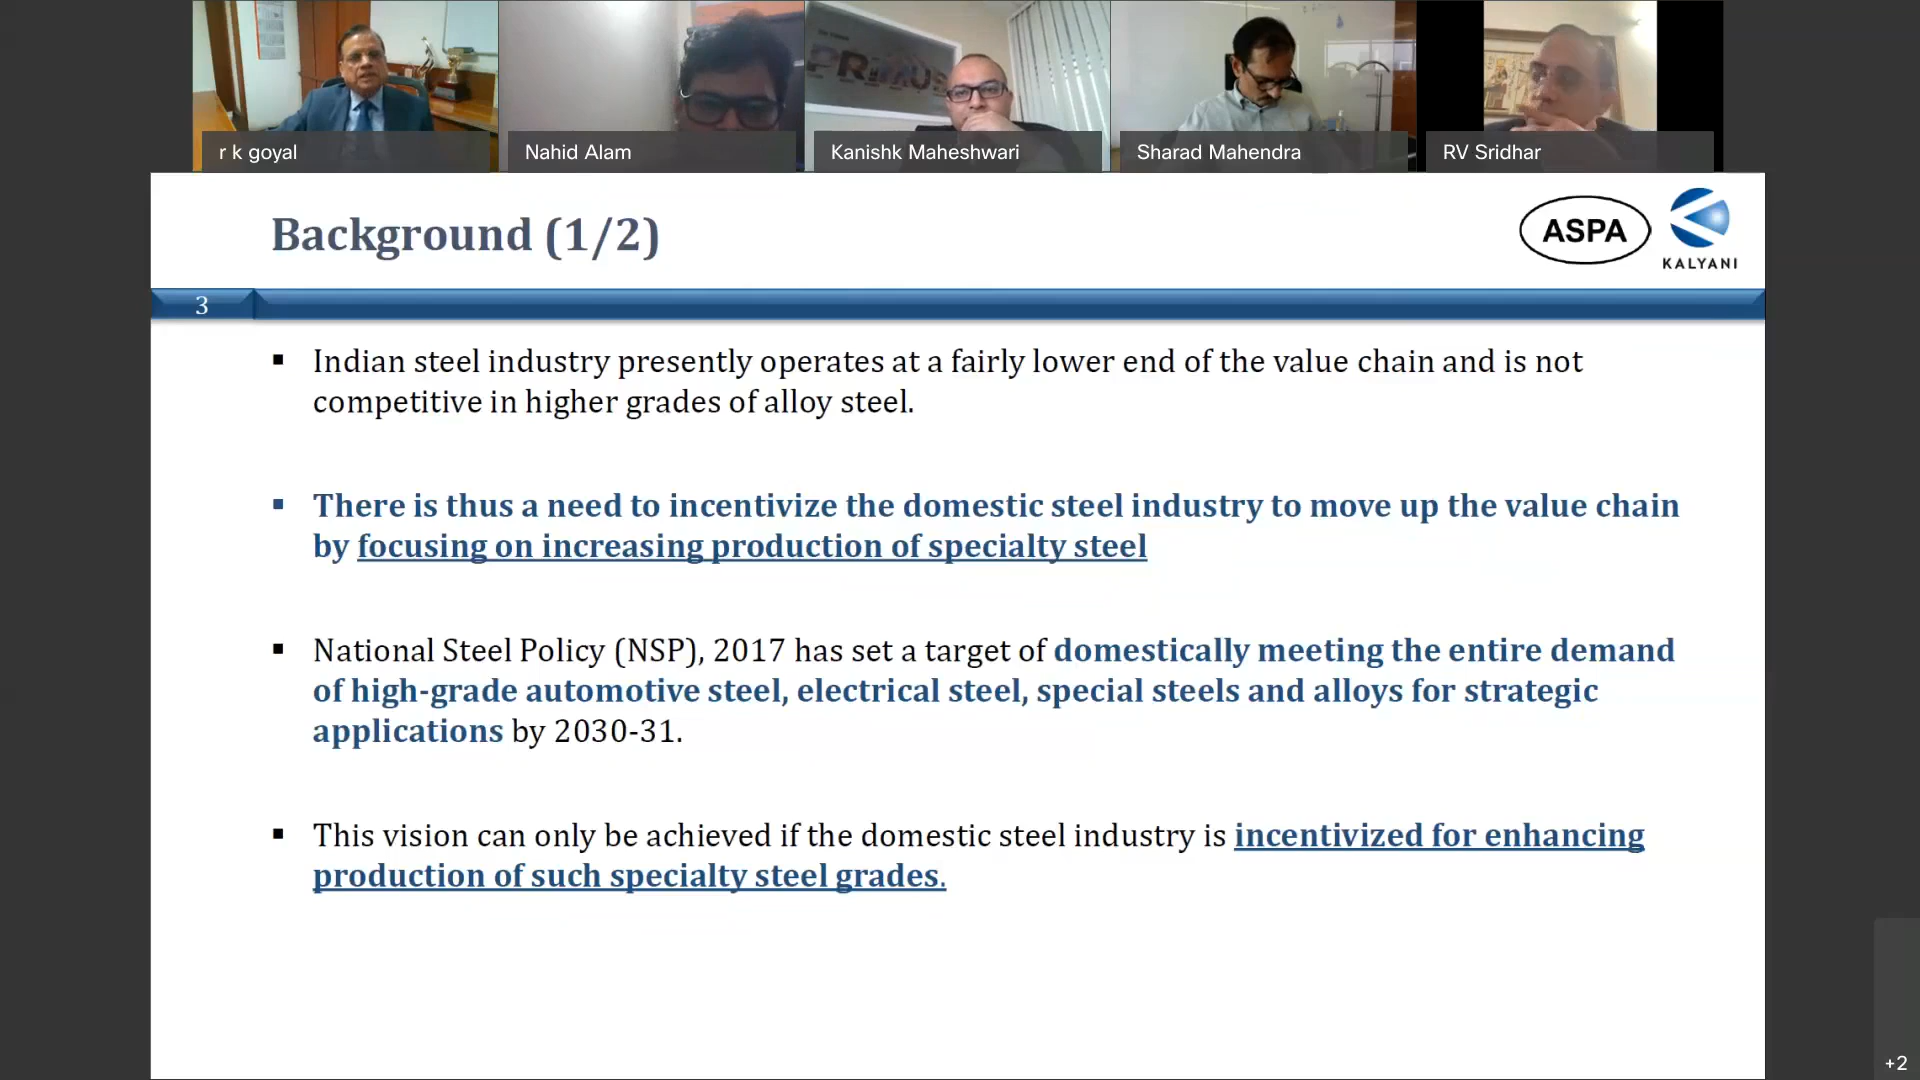 PRIMUS
r k goyal
Nahid Alam
Kanishk Maheshwari
Sharad Mahendra
RV Sridhar
Background (1/2)
ASPA
KALYANI
3
▪ Indian steel industry presently operates at a fairly lower end of the value chain and is not
competitive in higher grades of alloy steel.
▪ There is thus a need to incentivize the domestic steel industry to move up the value chain
by focusing on increasing production of specialty steel
▪ National Steel Policy (NSP), 2017 has set a target of domestically meeting the entire demand
of high-grade automotive steel, electrical steel, special steels and alloys for strategic
applications by 2030-31.
▪ This vision can only be achieved if the domestic steel industry is incentivized for enhancing
production of such specialty steel grades.
+2